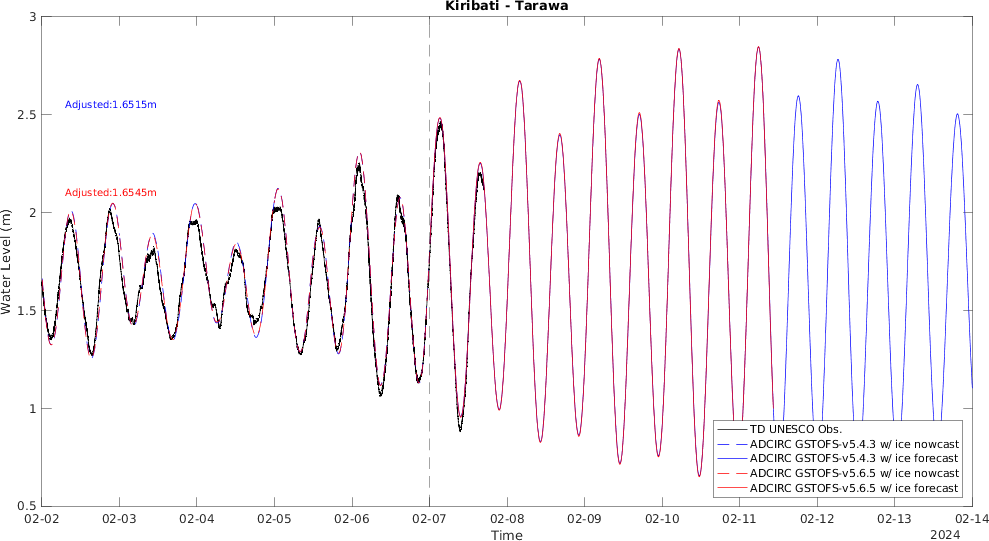 Kiribati - Tarawa
3
2.5
2
1.5
1
0.5
Water Level (m)
Adjusted:1.6515m
Adjusted:1.6545m
TD UNESCO Obs.
ADCIRC GSTOFS-v5.4.3 w/ ice nowcast
ADCIRC GSTOFS-v5.4.3 w/ ice forecast
ADCIRC GSTOFS-v5.6.5 w/ ice nowcast
ADCIRC GSTOFS-v5.6.5 w/ ice forecast
02-02 02-03 02-04 02-05 02-06 02-07 02-08 02-09 02-10 02-11 02-12 02-13 02-14
Time
2024